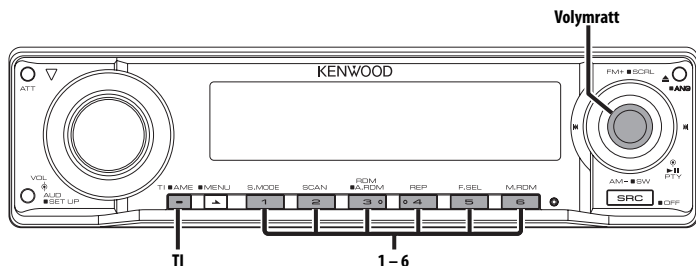 Volymratt
KENWOOD
ATT
FM+ ■SCRL
■ANG
VOL
AUD
■SET UP
TI ■AME
■MENU
S.MODE
SCAN
RDM
■A.RDM
REP
F.SEL
M.RDM
AM– ■SW
PTY
1
2
3
4
5
6
SRC
■OFF
TI
1 – 6